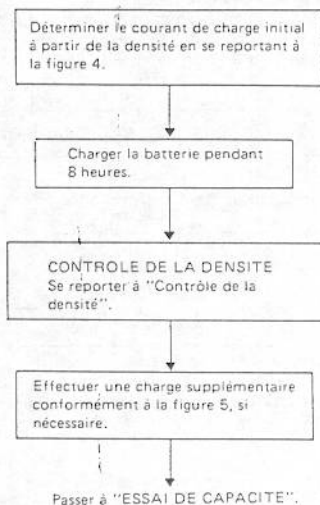 Déterminer le courant de charge initial
à partir de la densité en se reportant à
la figure 4.
Charger la batterie pendant
8 heures.
CONTROLE DE LA DENSITE
Se reporter à "Contrôle de la
densité".
Effectuer une charge supplémentaire
conformément à la figure 5, si
nécessaire.
Passer à "ESSAI DE CAPACITE".